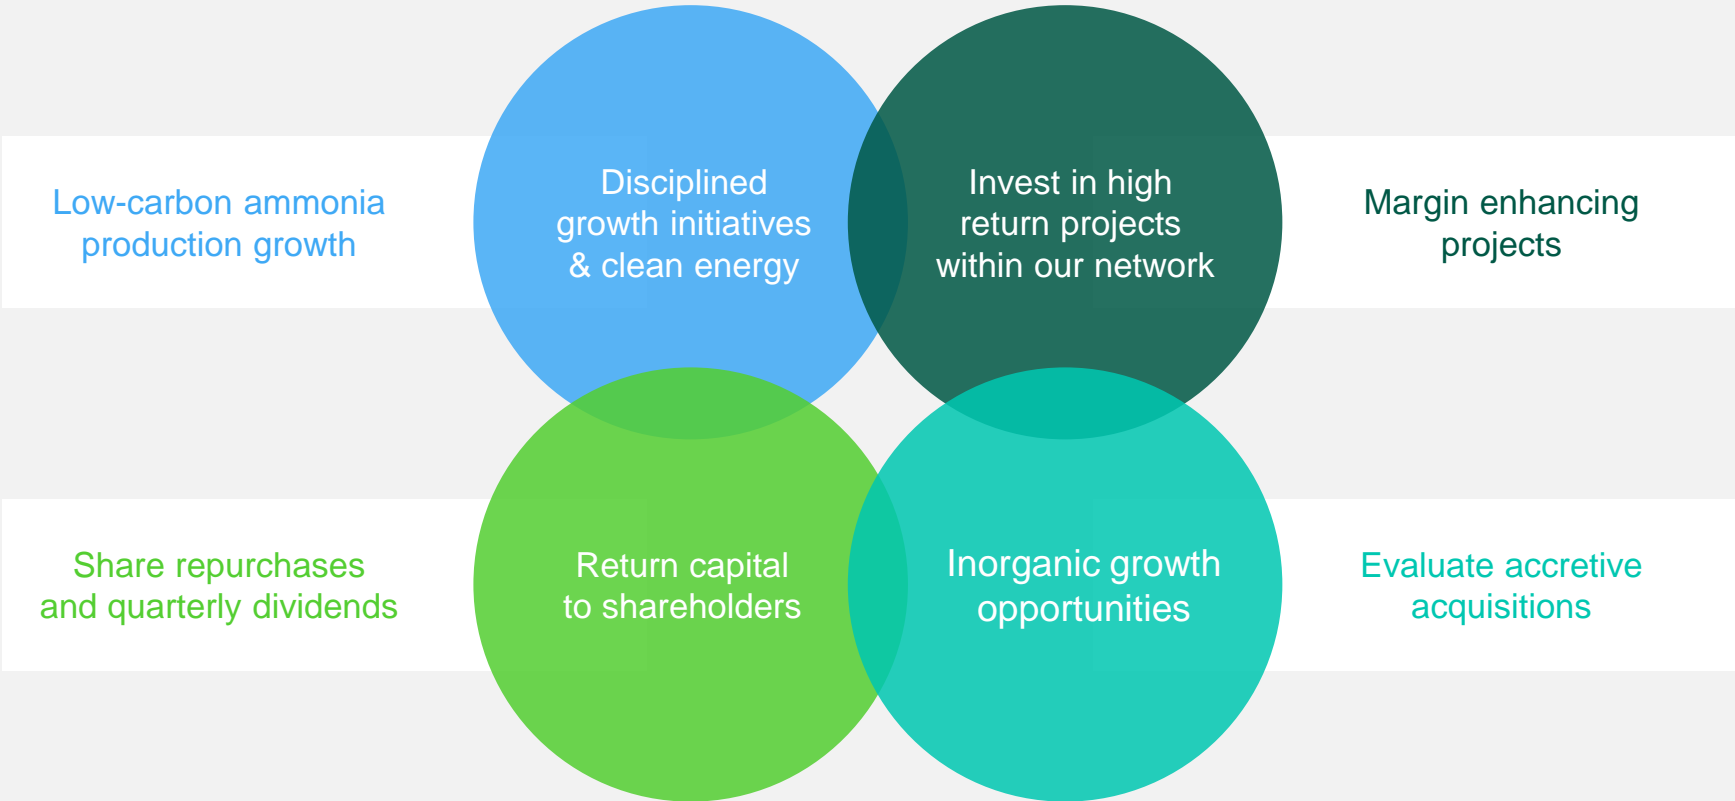 Low-carbon ammonia
production growth
Disciplined
growth initiatives
& clean energy
Invest in high
return projects
within our network
Margin enhancing
projects
Share repurchases
and quarterly dividends
Return capital
to shareholders
Inorganic growth
opportunities
Evaluate accretive
acquisitions